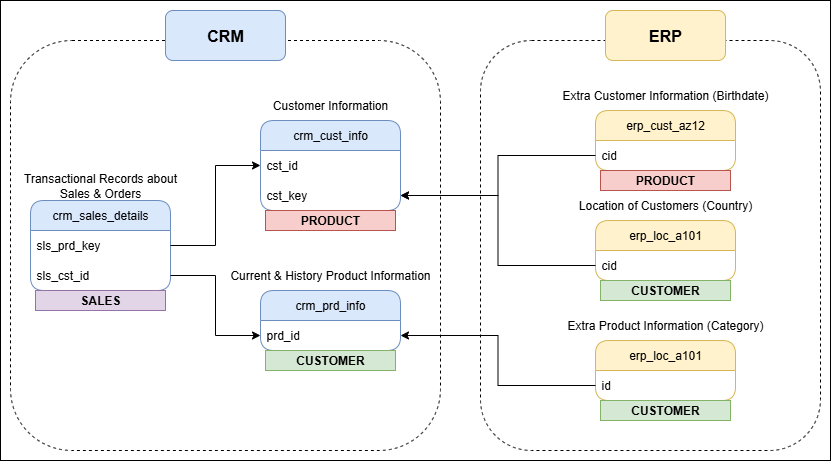 CRM
ERP
Customer Information
crm_cust_info
cst_id
cst_key
PRODUCT
Transactional Records about
Sales & Orders
crm_sales_details
sls_prd_key
sls_cst_id
SALES
Current & History Product Information
crm_prd_info
prd_id
CUSTOMER
Extra Customer Information (Birthdate)
erp_cust_az12
cid
PRODUCT
Location of Customers (Country)
erp_loc_a101
cid
CUSTOMER
Extra Product Information (Category)
erp_loc_a101
id
CUSTOMER